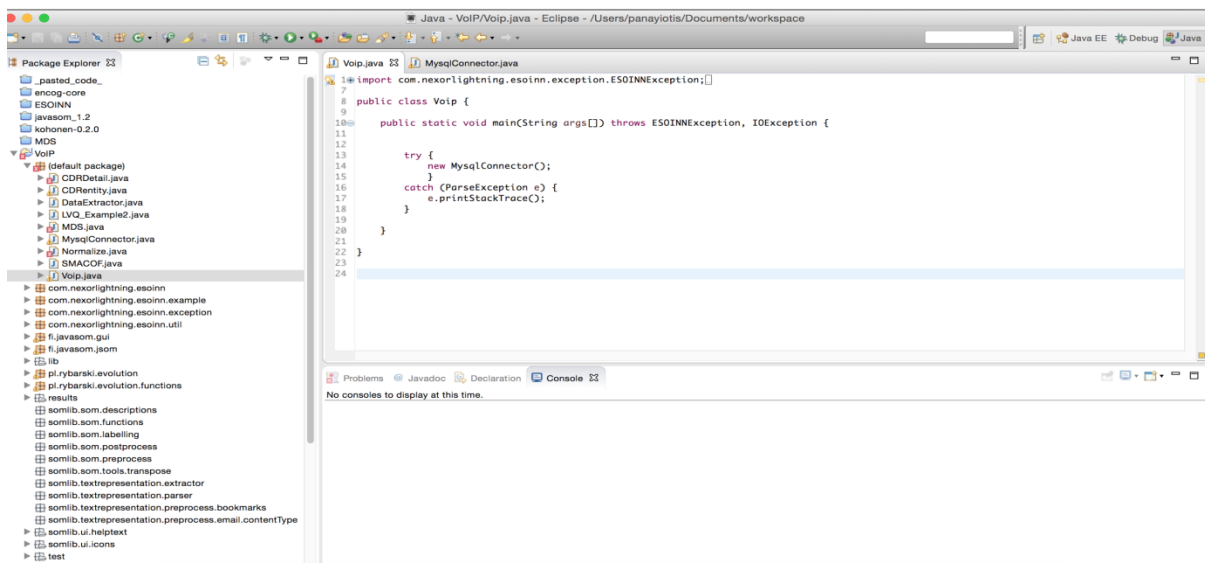 Java - VoIP/Voip.java - Eclipse - /Users/panayiotis/Documents/workspace
Java EE Debug Java
Package Explorer
_pasted_code_
encog-core
ESOINN
javasom_1.2
kohonen-0.2.0
MDS
VoIP
(default package)
CDRDetail.java
CDRentity.java
DataExtractor.java
LVQ_Example2.java
MDS.java
MysqlConnector.java
Normalize.java
SMACOF.java
Voip.java
com.nexorlightning.esoinn
com.nexorlightning.esoinn.example
com.nexorlightning.esoinn.exception
com.nexorlightning.esoinn.util
fi.javasom.gui
fi.javasom.jsom
lib
pl.rybarski.evolution
pl.rybarski.evolution.functions
results
somlib.som.descriptions
somlib.som.functions
somlib.som.labelling
somlib.som.postprocess
somlib.som.preprocess
somlib.som.tools.transpose
somlib.textrepresentation.extractor
somlib.textrepresentation.parser
somlib.textrepresentation.preprocess.bookmarks
somlib.textrepresentation.preprocess.email.contentType
somlib.ui.helptext
somlib.ui.icons
test
Voip.java MysqlConnector.java
1 import com.nexorlightning.esoinn.exception.ESOINNException;
7
8 public class Voip {
9
10 public static void main(String args[]) throws ESOINNException, IOException {
11
12
13 try {
14 new MysqlConnector();
15 }
16 catch (ParseException e) {
17 e.printStackTrace();
18 }
19
20 }
21
22 }
23
24
Problems Javadoc Declaration Console
No consoles to display at this time.